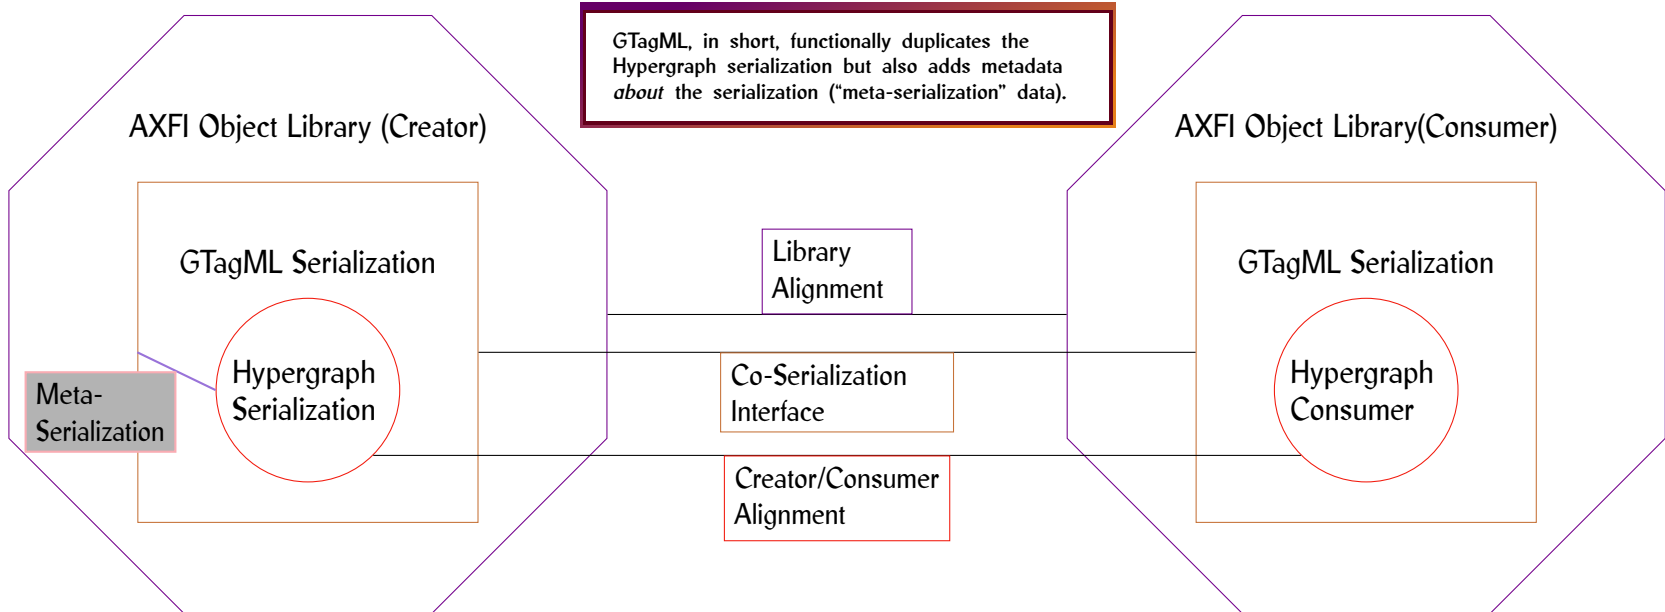 GTagML, in short, functionally duplicates the
Hypergraph serialization but also adds metadata
about the serialization (“meta-serialization” data).
AXFI Object Library (Creator)
AXFI Object Library(Consumer)
GTagML Serialization
Hypergraph
Serialization
Meta-
Serialization
Library
Alignment
Co-Serialization
Interface
Creator/Consumer
Alignment
GTagML Serialization
Hypergraph
Consumer